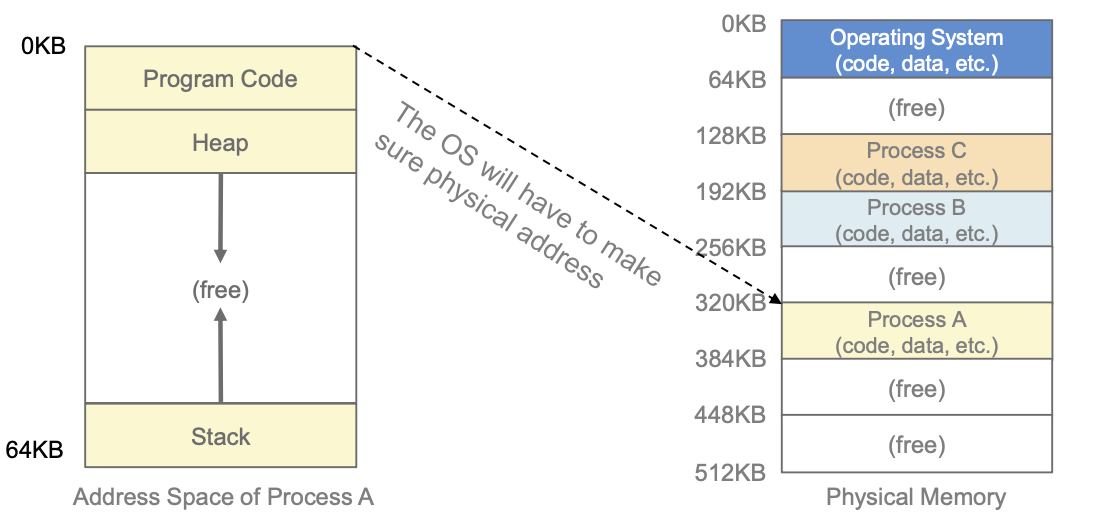 0KB
Program Code
Heap
(free)
Stack
64KB
Address Space of Process A
The OS will have to make
sure physical address
0KB
Operating System
(code, data, etc.)
64KB
(free)
128KB
Process C
(code, data, etc.)
192KB
Process B
(code, data, etc.)
256KB
(free)
320KB
Process A
(code, data, etc.)
384KB
(free)
448KB
(free)
512KB
Physical Memory